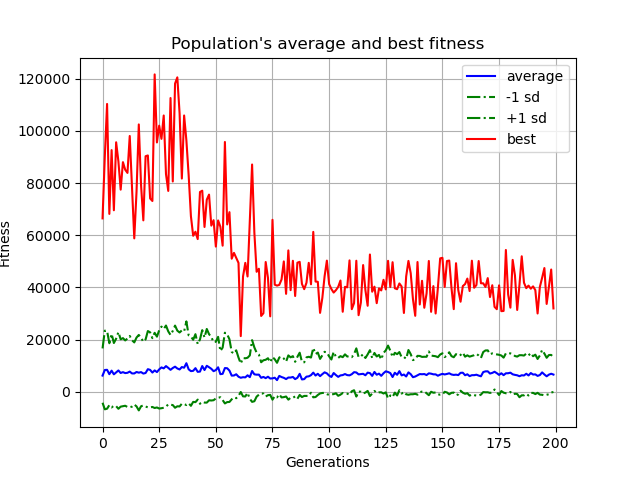 Population's average and best fitness
120000
100000
80000
60000
40000
20000
0
Fitness
average
-1 sd
+1 sd
best
0 25 50 75 100 125 150 175 200
Generations